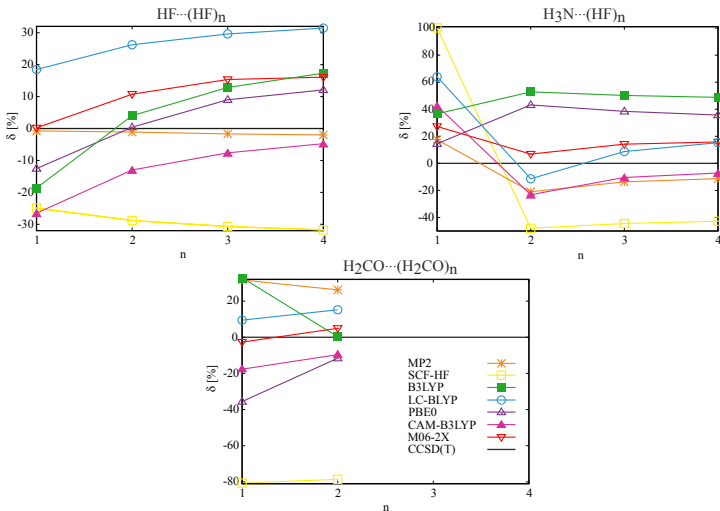 HF···(HF)n
δ [%]
30
20
10
0
-10
-20
-30
1 2 3 4
n
H3N···(HF)n
δ [%]
100
80
60
40
20
0
-20
-40
1 2 3 4
n
H2CO···(H2CO)n
δ [%]
20
0
-20
-40
-60
-80
1 2 3 4
n
MP2
SCF-HF
B3LYP
LC-BLYP
PBE0
CAM-B3LYP
M06-2X
CCSD(T)